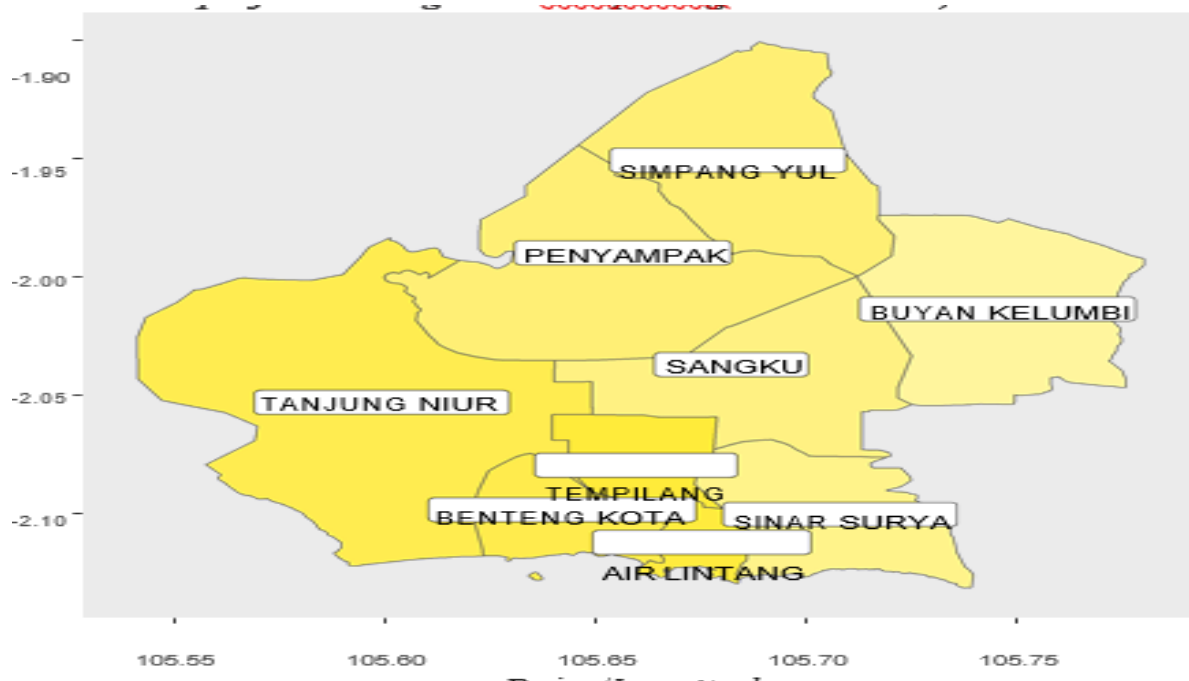 -1.90
-1.95
SIMPANG YUL
PENYAMPAK
-2.00
BUYAN KELUMBI
SANGKU
-2.05
TANJUNG NIUR
TEMPILANG
-2.10
BENTENG KOTA
SINAR SURYA
AIR LINTANG
105.55 105.60 105.65 105.70 105.75